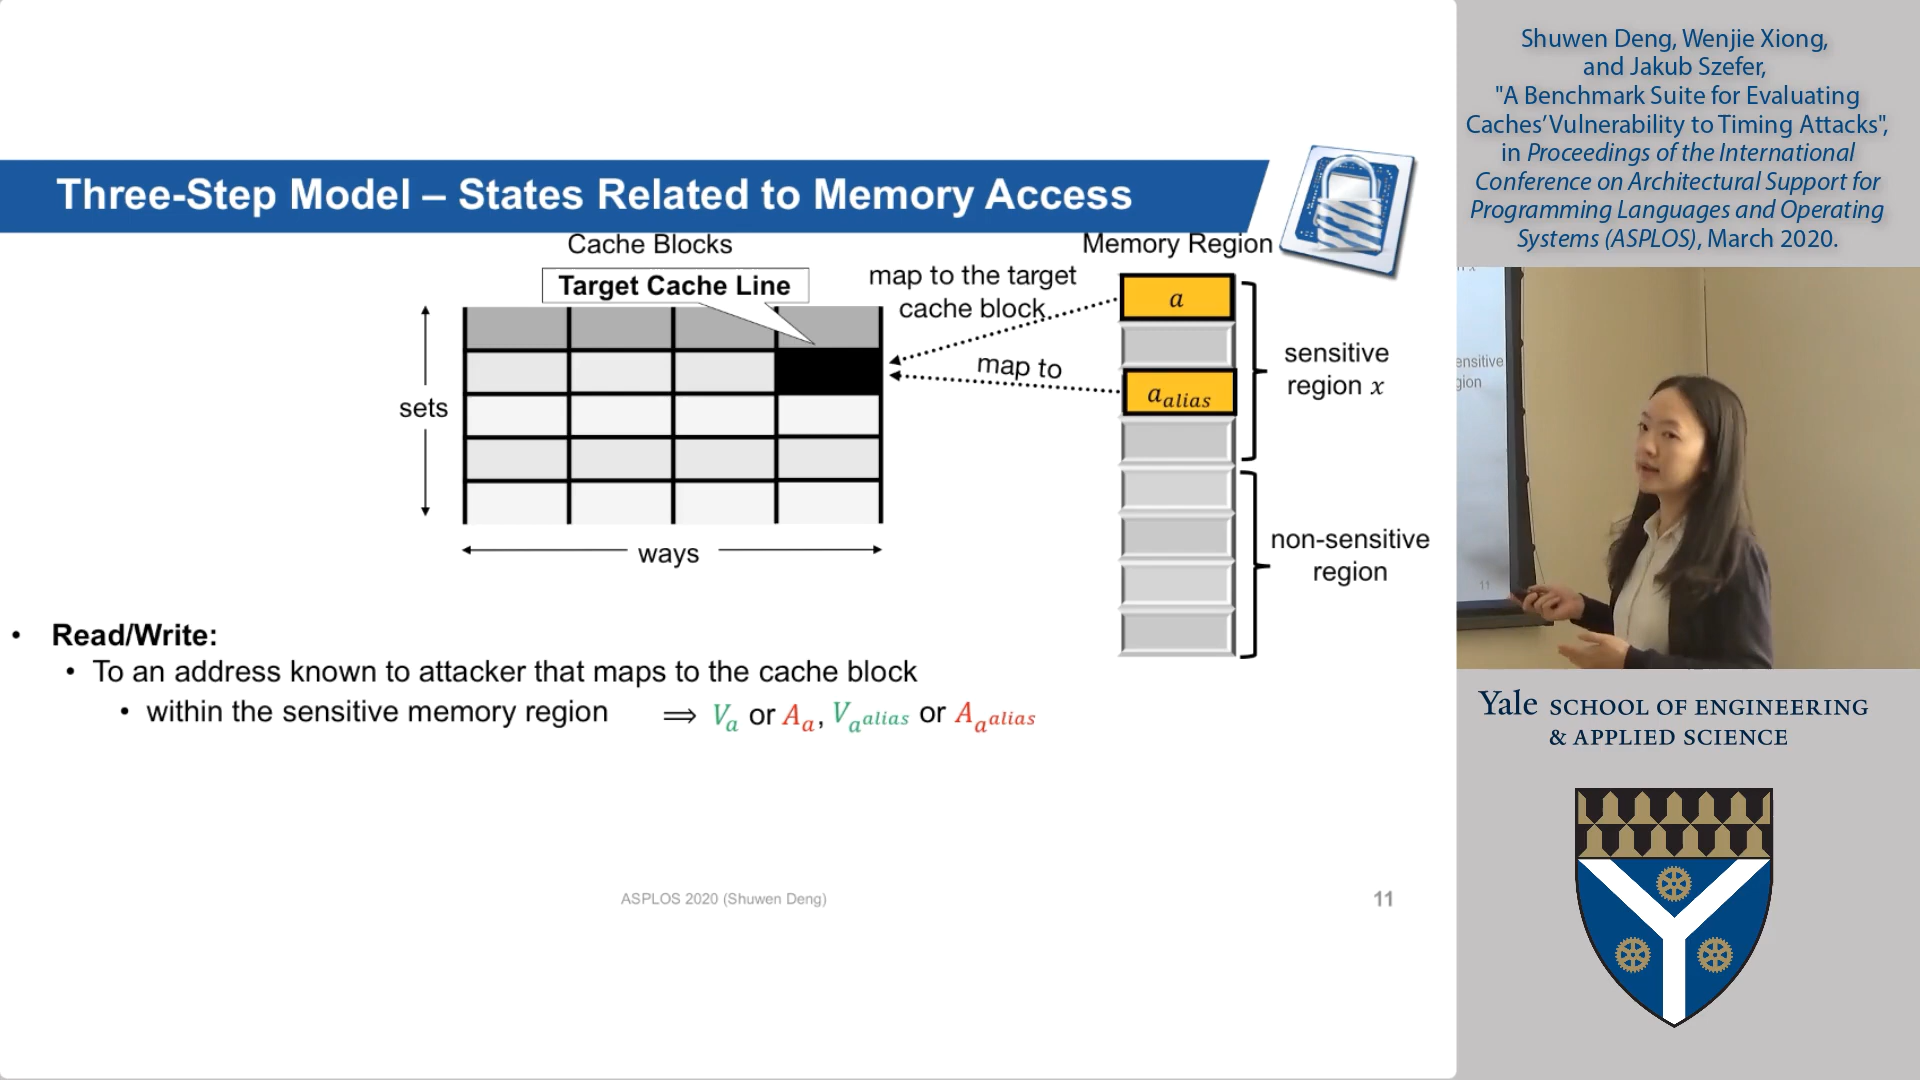 Three-Step Model – States Related to Memory Access
Cache Blocks
Memory Region
Target Cache Line
map to the target
cache block
a
map to
a_alias
sensitive
region x
sets
ways
non-sensitive
region
• Read/Write:
• To an address known to attacker that maps to the cache block
• within the sensitive memory region ⟹ V_a or A_a, V_a^alias or A_a^alias
ASPLOS 2020 (Shuwen Deng)
11
Shuwen Deng, Wenjie Xiong,
and Jakub Szefer,
"A Benchmark Suite for Evaluating
Caches' Vulnerability to Timing Attacks",
in Proceedings of the International
Conference on Architectural Support for
Programming Languages and Operating
Systems (ASPLOS), March 2020.
ensitive
gion
11
Yale SCHOOL OF ENGINEERING
& APPLIED SCIENCE